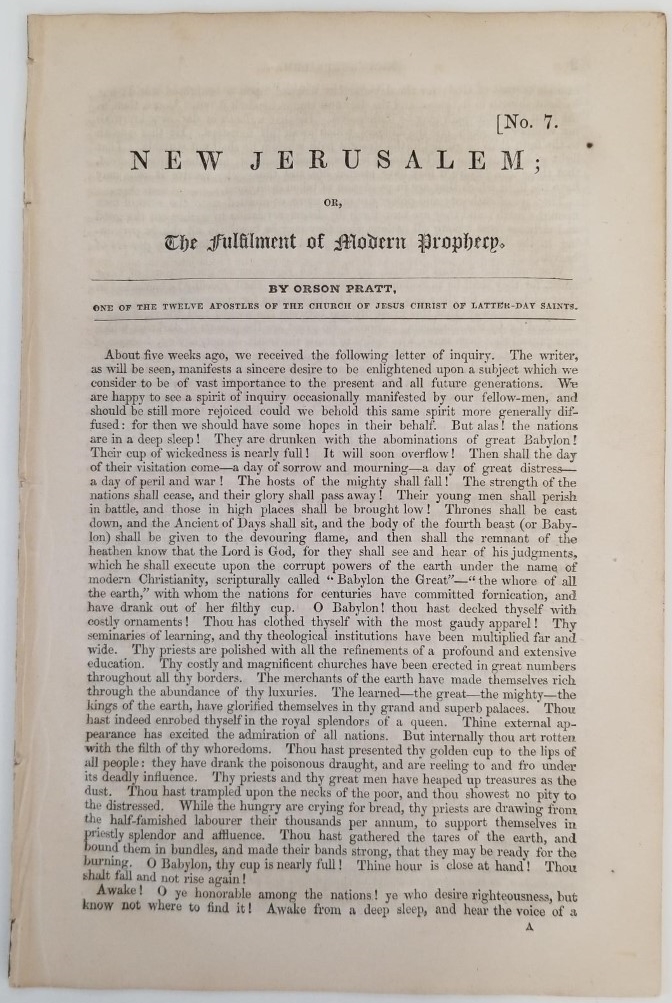 [No. 7.
NEW JERUSALEM;
OR,
The Fulfilment of Modern Prophecy.
BY ORSON PRATT,
ONE OF THE TWELVE APOSTLES OF THE CHURCH OF JESUS CHRIST OF LATTER-DAY SAINTS.
About five weeks ago, we received the following letter of inquiry. The writer,
as will be seen, manifests a sincere desire to be enlightened upon a subject which we
consider to be of vast importance to the present and all future generations. We
are happy to see a spirit of inquiry occasionally manifested by our fellow-men, and
should be still more rejoiced could we behold this same spirit more generally dif-
fused: for then we should have some hopes in their behalf. But alas! the nations
are in a deep sleep! They are drunken with the abominations of great Babylon!
Their cup of wickedness is nearly full! It will soon overflow! Then shall the day
of their visitation come—a day of sorrow and mourning—a day of great distress—
a day of peril and war! The hosts of the mighty shall fall! The strength of the
nations shall cease, and their glory shall pass away! Their young men shall perish
in battle, and those in high places shall be brought low! Thrones shall be cast
down, and the Ancient of Days shall sit, and the body of the fourth beast (or Baby-
lon) shall be given to the devouring flame, and then shall the remnant of the
heathen know that the Lord is God, for they shall see and hear of his judgments,
which he shall execute upon the corrupt powers of the earth under the name of
modern Christianity, scripturally called "Babylon the Great"—"the whore of all
the earth," with whom the nations for centuries have committed fornication, and
have drank out of her filthy cup. O Babylon! thou hast decked thyself with
costly ornaments! Thou has clothed thyself with the most gaudy apparel! Thy
seminaries of learning, and thy theological institutions have been multiplied far and
wide. Thy priests are polished with all the refinements of a profound and extensive
education. Thy costly and magnificent churches have been erected in great numbers
throughout all thy borders. The merchants of the earth have made themselves rich
through the abundance of thy luxuries. The learned—the great—the mighty—the
kings of the earth, have glorified themselves in thy grand and superb palaces. Thou
hast indeed enrobed thyself in the royal splendors of a queen. Thine external ap-
pearance has excited the admiration of all nations. But internally thou art rotten
with the filth of thy whoredoms. Thou hast presented thy golden cup to the lips of
all people: they have drank the poisonous draught, and are reeling to and fro under
its deadly influence. Thy priests and thy great men have heaped up treasures as the
dust. Thou hast trampled upon the necks of the poor, and thou showest no pity to
the distressed. While the hungry are crying for bread, thy priests are drawing from
the half-famished labourer their thousands per annum, to support themselves in
priestly splendor and affluence. Thou hast gathered the tares of the earth, and
bound them in bundles, and made their bands strong, that they may be ready for the
burning. O Babylon, thy cup is nearly full! Thine hour is close at hand! Thou
shalt fall and not rise again!
Awake! O ye honorable among the nations! ye who desire righteousness, but
know not where to find it! Awake from a deep sleep, and hear the voice of a
A